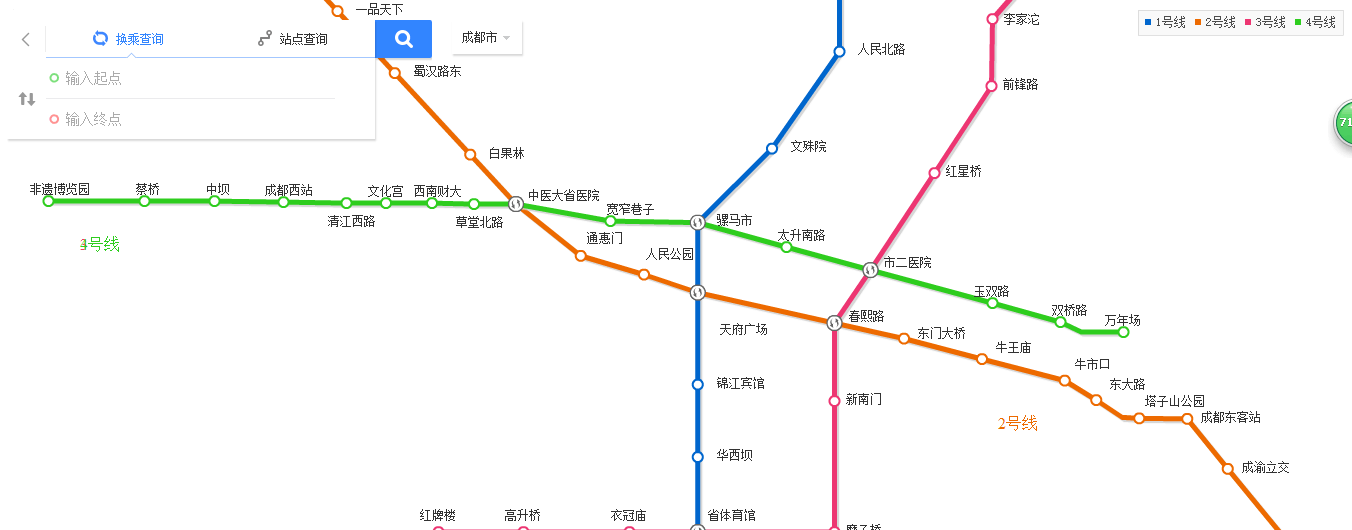 一品天下
李家沱
1号线 2号线 3号线 4号线
换乘查询
站点查询
成都市
人民北路
输入起点
蜀汉路东
前锋路
输入终点
71
文殊院
白果林
红星桥
非遗博览园
蔡桥
中坝
成都西站
文化宫
西南财大
中医大省医院
宽窄巷子
骡马市
清江西路
草堂北路
太升南路
4号线
通惠门
人民公园
市二医院
玉双路
双桥路
万年场
春熙路
天府广场
东门大桥
牛王庙
牛市口
锦江宾馆
东大路
新南门
塔子山公园
成都东客站
2号线
华西坝
成渝立交
红牌楼
高升桥
衣冠庙
省体育馆
磨子桥